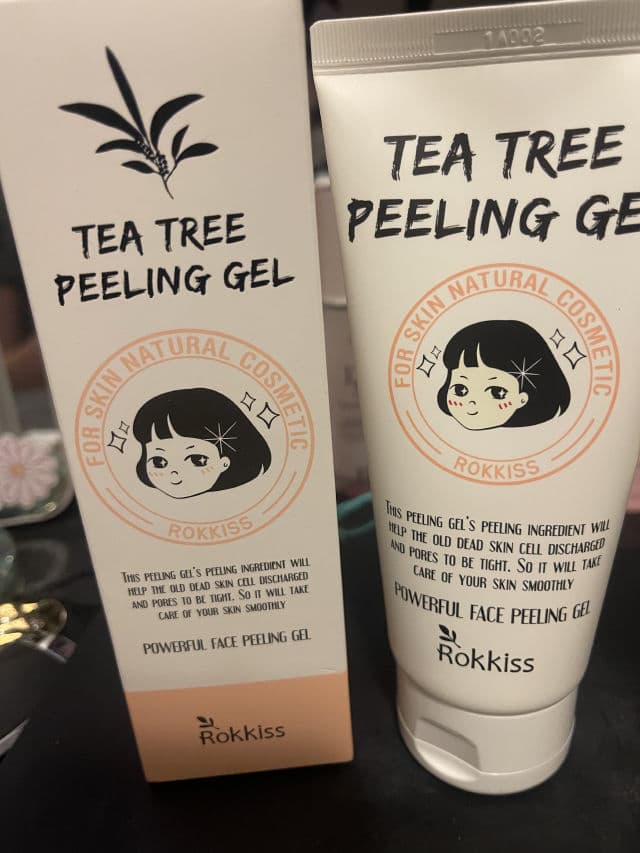 TEA TREE
PEELING GEL
FOR SKIN NATURAL COSMETIC
ROKKISS
THIS PEELING GEL'S PEELING INGREDIENT WILL
HELP THE OLD DEAD SKIN CELL DISCHARGED
AND PORES TO BE TIGHT. SO IT WILL TAKE
CARE OF YOUR SKIN SMOOTHLY
POWERFUL FACE PEELING GEL
Rokkiss
1A002
TEA TREE
PEELING GE
FOR SKIN NATURAL COSMETIC
ROKKISS
THIS PEELING GEL'S PEELING INGREDIENT WILL
HELP THE OLD DEAD SKIN CELL DISCHARGED
AND PORES TO BE TIGHT. SO IT WILL TAKE
CARE OF YOUR SKIN SMOOTHLY
POWERFUL FACE PEELING GEL
Rokkiss